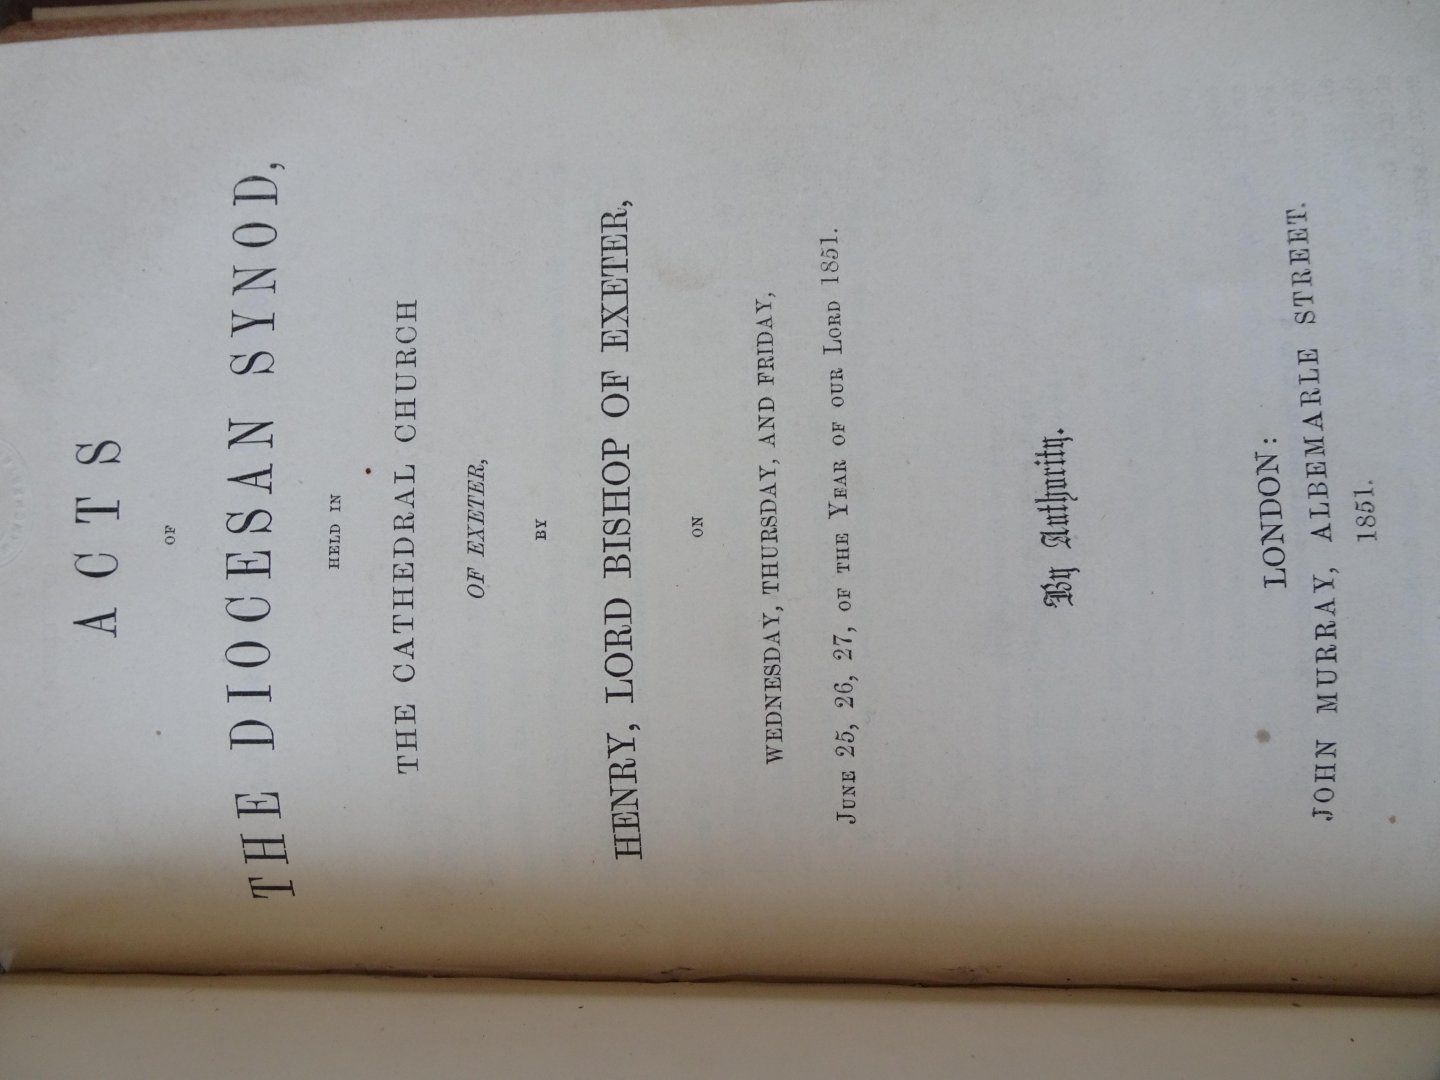 ACTS
OF
THE DIOCESAN SYNOD,
HELD IN
THE CATHEDRAL CHURCH
OF EXETER,
BY
HENRY, LORD BISHOP OF EXETER,
ON
WEDNESDAY, THURSDAY, AND FRIDAY,
JUNE 25, 26, 27, OF THE YEAR OF OUR LORD 1851.
By Authority.
LONDON:
JOHN MURRAY, ALBEMARLE STREET.
1851.